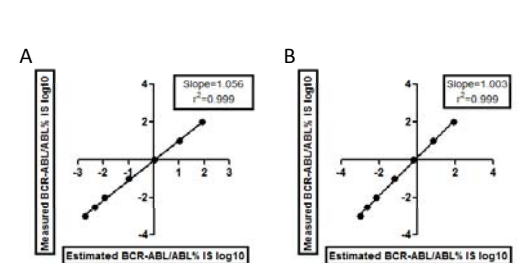 A
B
Measured BCR-ABL/ABL% IS log10
Slope=1.056
r²=0.999
4
2
-3 -2 -1 0 1 2 3
-2
-4
Estimated BCR-ABL/ABL% IS log10
Measured BCR-ABL/ABL% IS log10
Slope=1.003
r²=0.999
4
2
-4 -2 0 2 4
-2
-4
Estimated BCR-ABL/ABL% IS log10